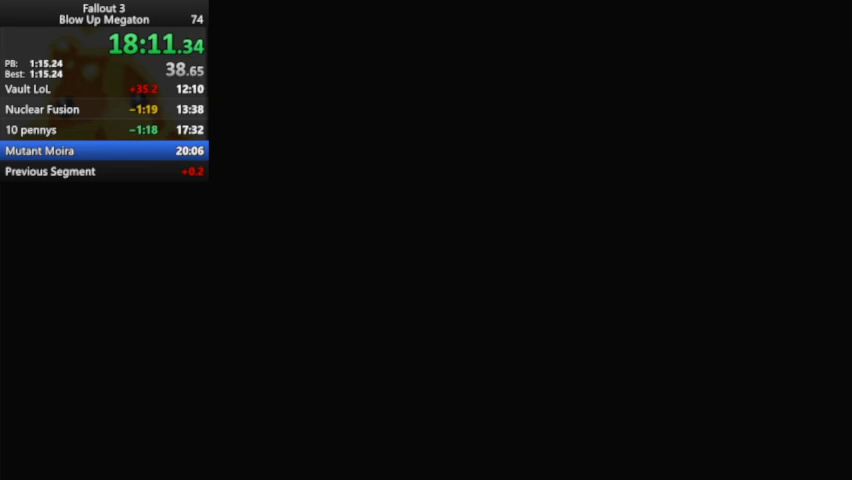 Fallout 3
Blow Up Megaton 74
18:11.34
PB: 1:15.24
38.65
Best: 1:15.24
Vault LoL +35.2 12:10
Nuclear Fusion −1:19 13:38
10 pennys −1:18 17:32
Mutant Moira 20:06
Previous Segment +0.2